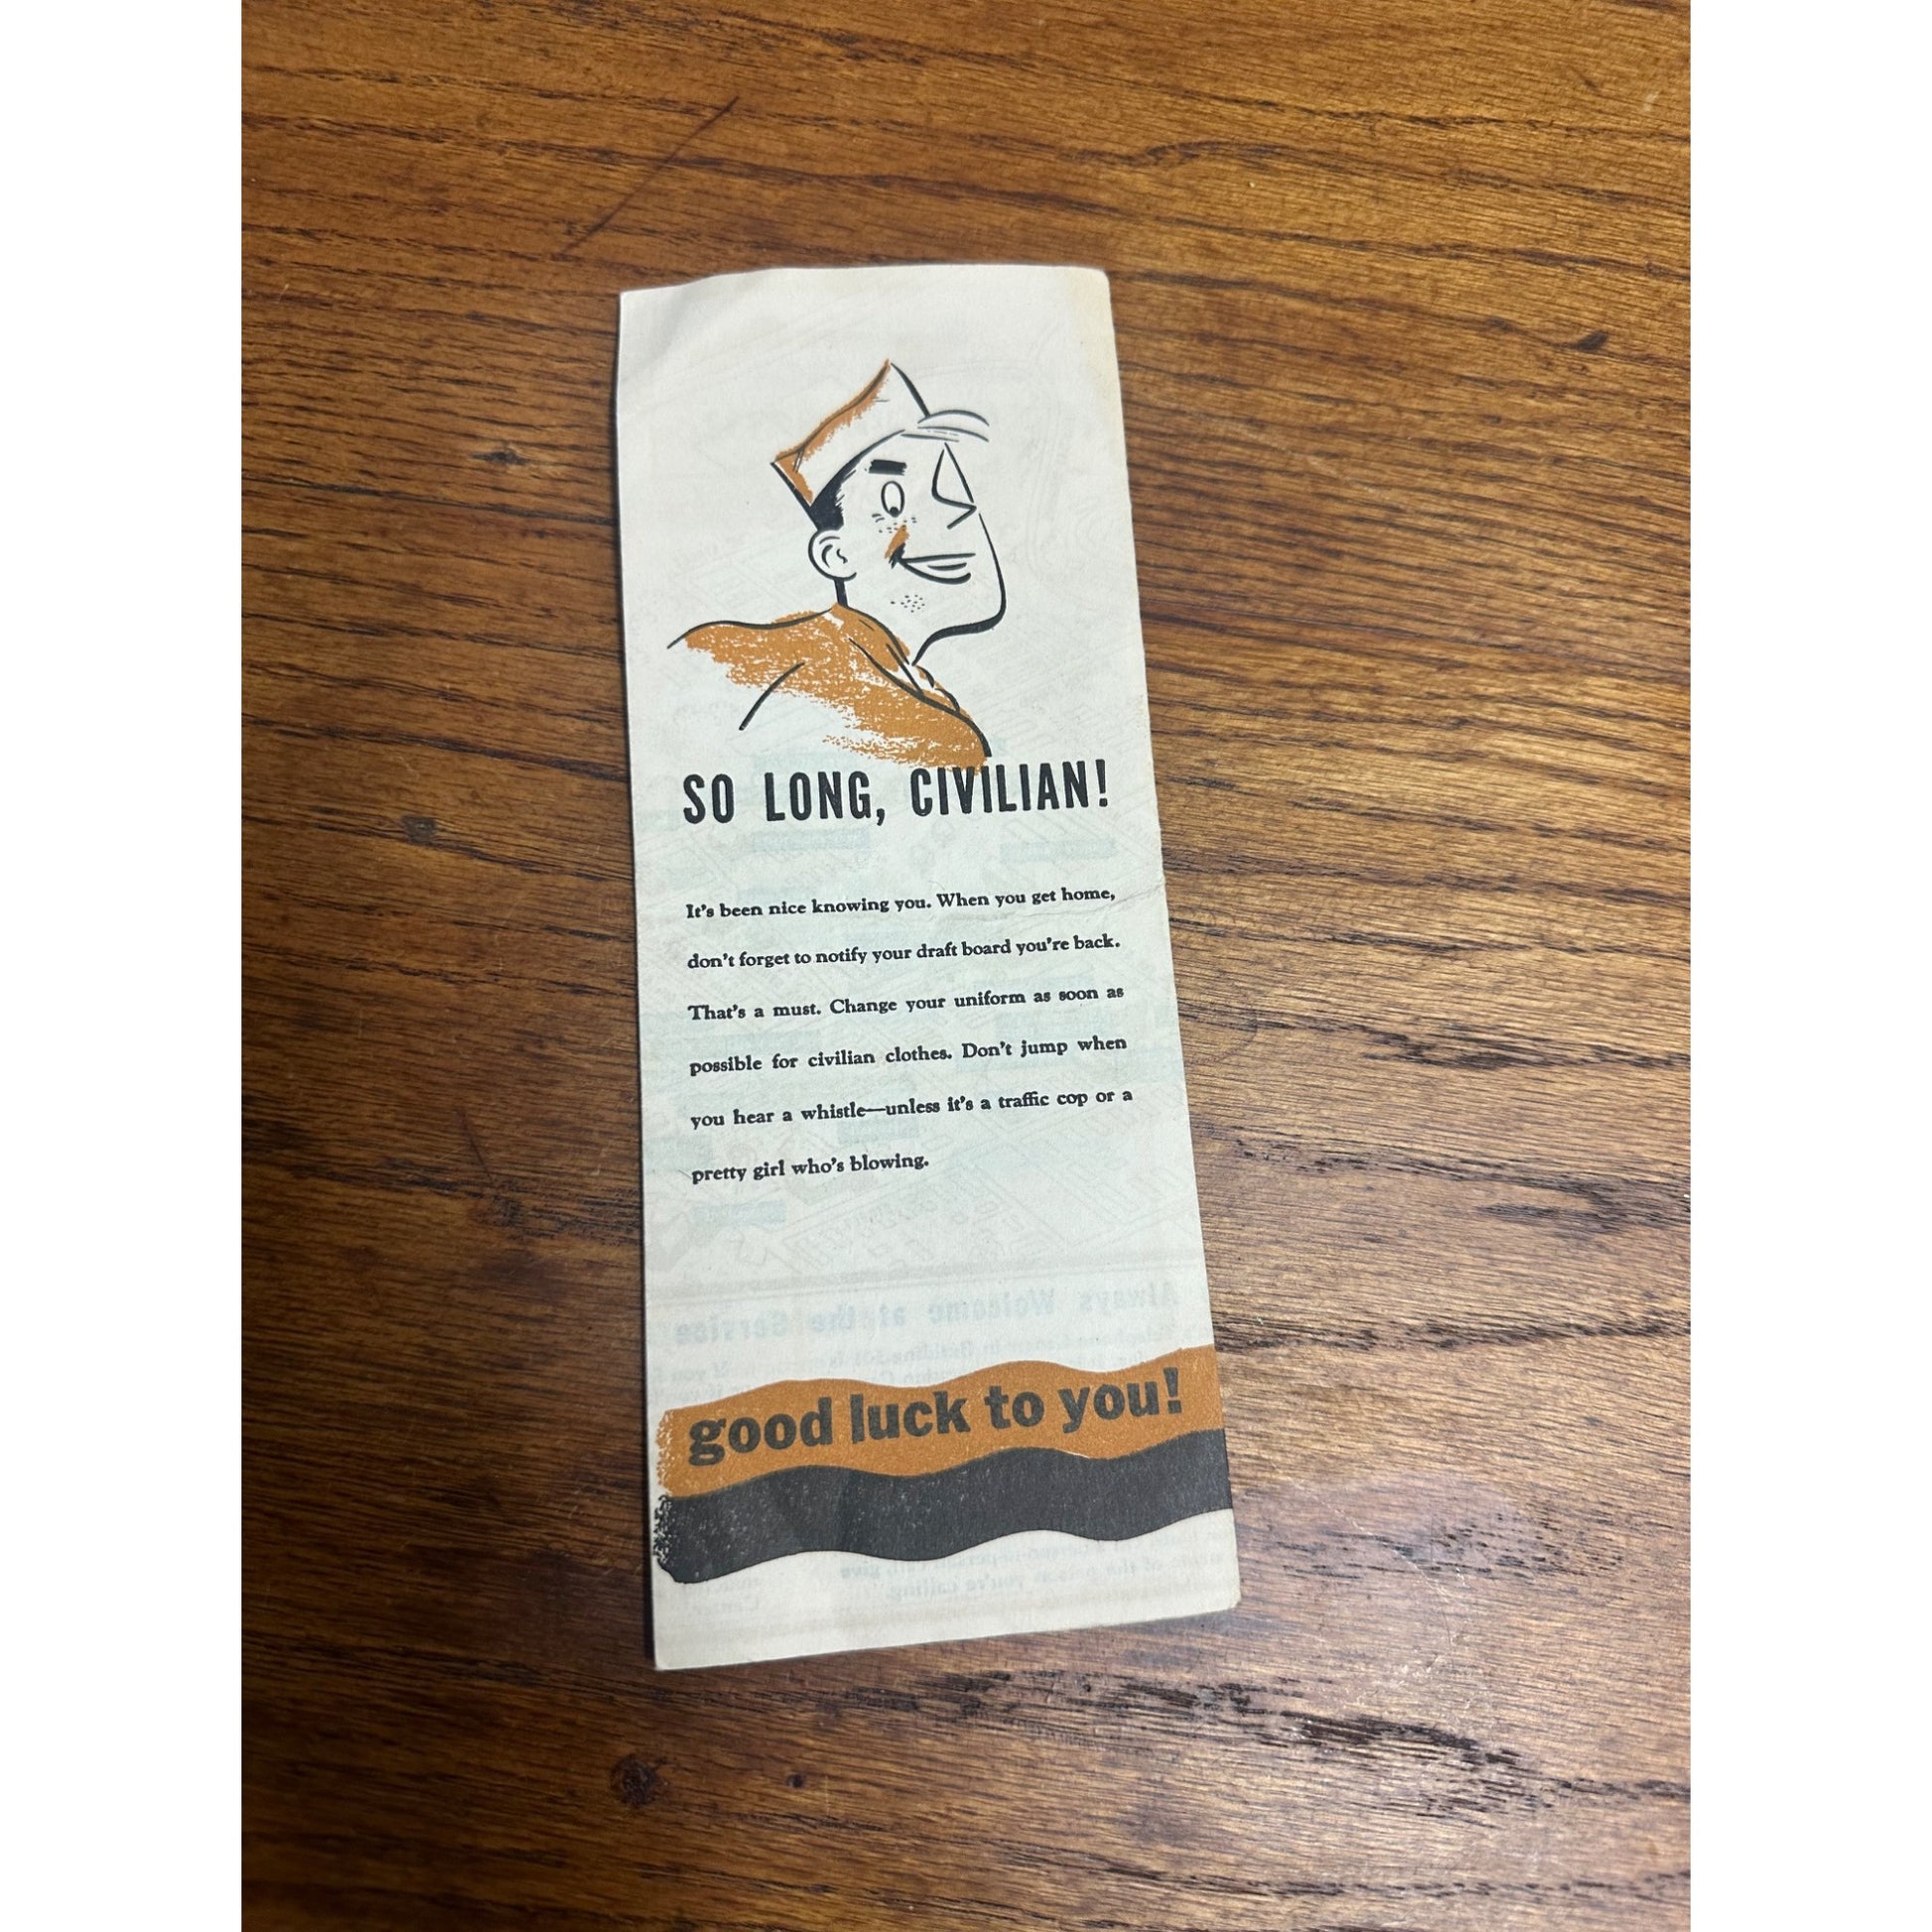 SO LONG, CIVILIAN!
It's been nice knowing you. When you get home,
don't forget to notify your draft board you're back.
That's a must. Change your uniform as soon as
possible for civilian clothes. Don't jump when
you hear a whistle—unless it's a traffic cop or a
pretty girl who's blowing.
Always Welcome at the Service
good luck to you!